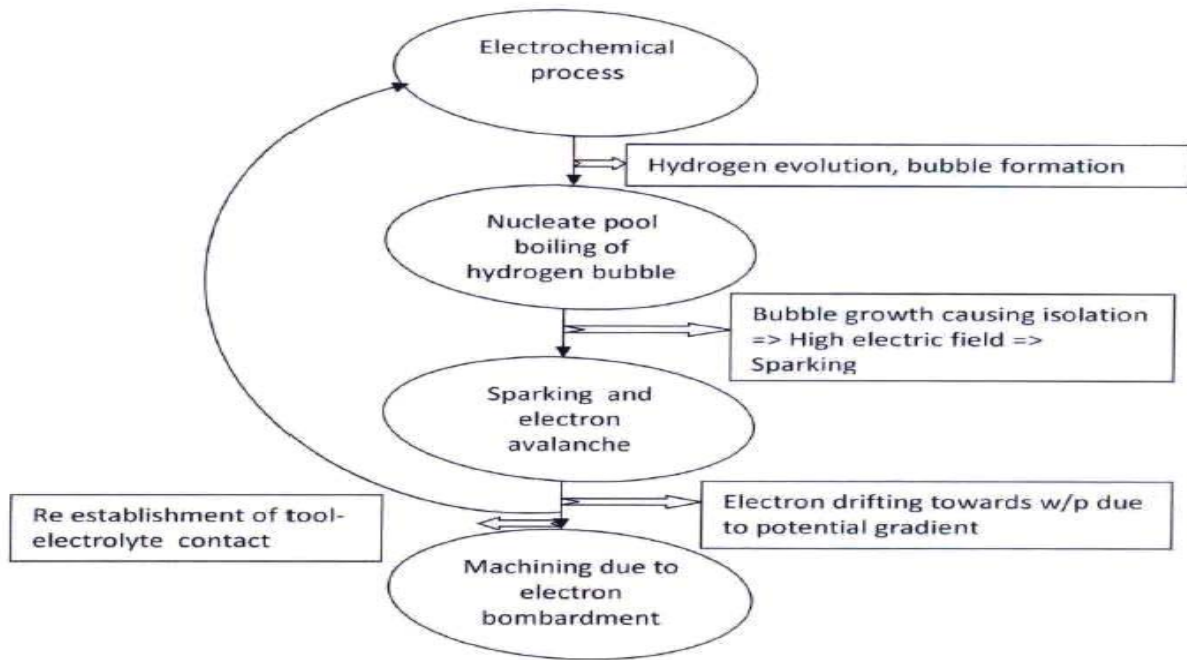 Electrochemical
process
Hydrogen evolution, bubble formation
Nucleate pool
boiling of
hydrogen bubble
Bubble growth causing isolation
=> High electric field =>
Sparking
Sparking and
electron
avalanche
Electron drifting towards w/p due
to potential gradient
Re establishment of tool-
electrolyte contact
Machining due to
electron
bombardment